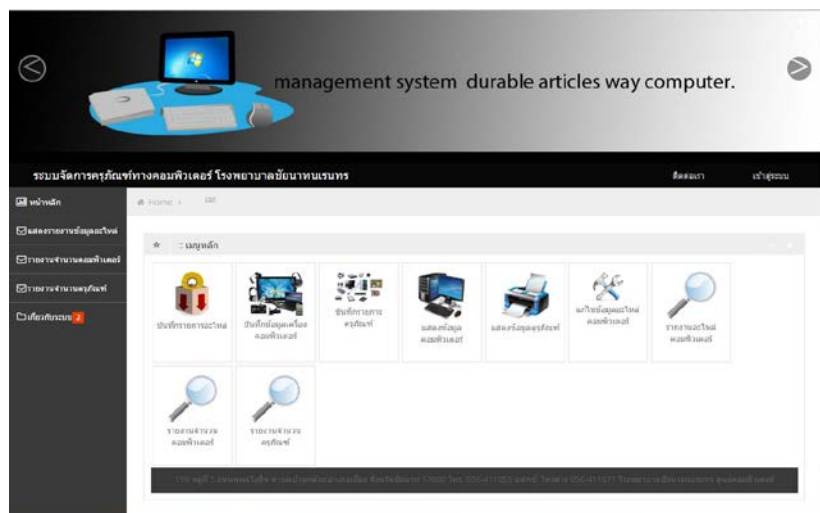 management system durable articles way computer.
ระบบจัดการครุภัณฑ์ทางคอมพิวเตอร์ โรงพยาบาลชัยนาทนเรนทร
ติดต่อเรา
เข้าสู่ระบบ
หน้าหลัก
Home ›
แสดงรายงานข้อมูลอะไหล่
:: เมนูหลัก
รายงานจำนวนคอมพิวเตอร์
รายงานจำนวนครุภัณฑ์
เกี่ยวกับระบบ 2
บันทึกรายการอะไหล่
บันทึกข้อมูลเครื่อง
คอมพิวเตอร์
บันทึกรายการ
ครุภัณฑ์
แสดงข้อมูล
คอมพิวเตอร์
แสดงข้อมูลครุภัณฑ์
แก้ไขข้อมูลอะไหล่
คอมพิวเตอร์
รายงานอะไหล่
คอมพิวเตอร์
รายงานจำนวน
คอมพิวเตอร์
รายงานจำนวน
ครุภัณฑ์